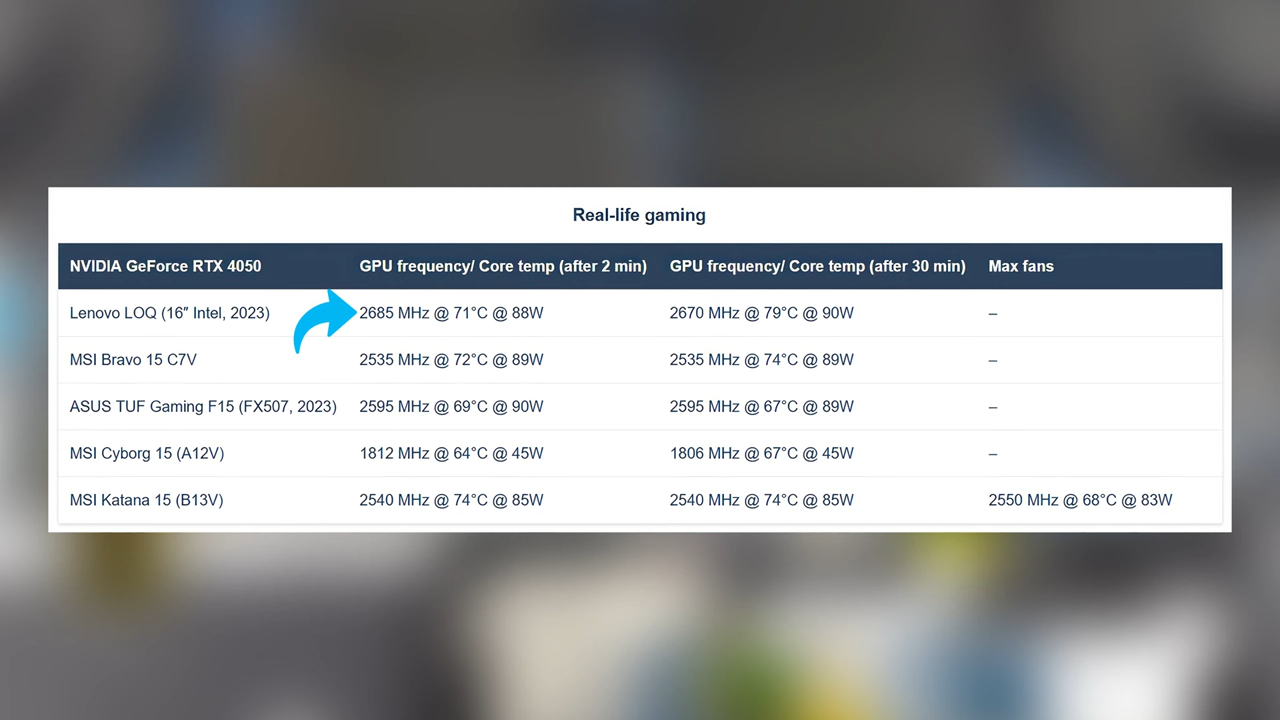 Real-life gaming
NVIDIA GeForce RTX 4050 GPU frequency/ Core temp (after 2 min) GPU frequency/ Core temp (after 30 min) Max fans
Lenovo LOQ (16″ Intel, 2023) 2685 MHz @ 71°C @ 88W 2670 MHz @ 79°C @ 90W –
MSI Bravo 15 C7V 2535 MHz @ 72°C @ 89W 2535 MHz @ 74°C @ 89W –
ASUS TUF Gaming F15 (FX507, 2023) 2595 MHz @ 69°C @ 90W 2595 MHz @ 67°C @ 89W –
MSI Cyborg 15 (A12V) 1812 MHz @ 64°C @ 45W 1806 MHz @ 67°C @ 45W –
MSI Katana 15 (B13V) 2540 MHz @ 74°C @ 85W 2540 MHz @ 74°C @ 85W 2550 MHz @ 68°C @ 83W